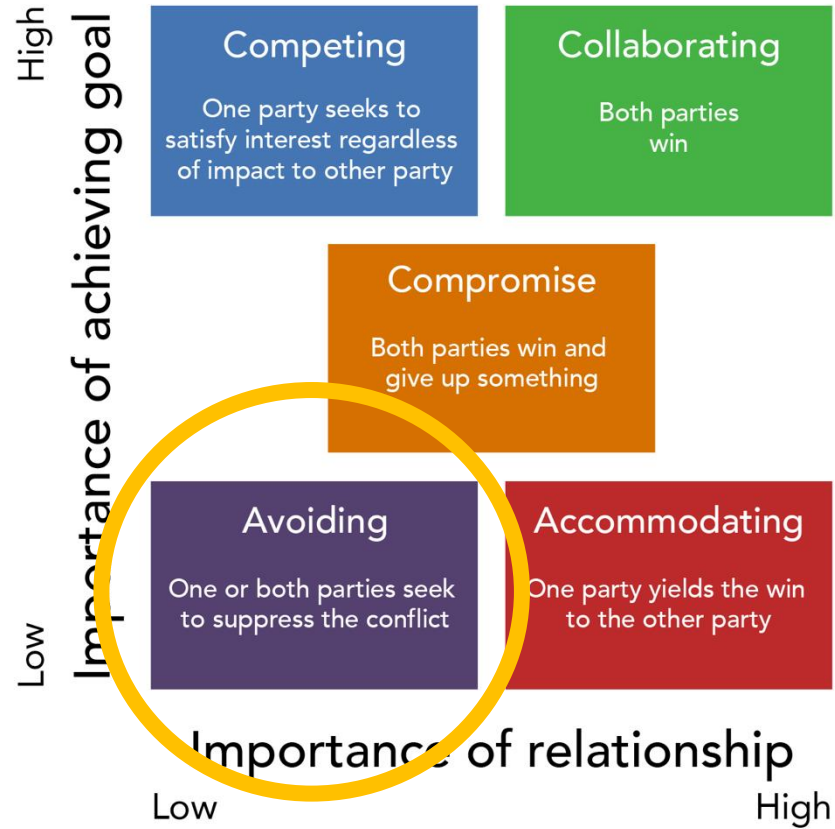 High
Importance of achieving goal
Low
Competing
One party seeks to
satisfy interest regardless
of impact to other party
Collaborating
Both parties
win
Compromise
Both parties win and
give up something
Avoiding
One or both parties seek
to suppress the conflict
Accommodating
One party yields the win
to the other party
Importance of relationship
Low
High